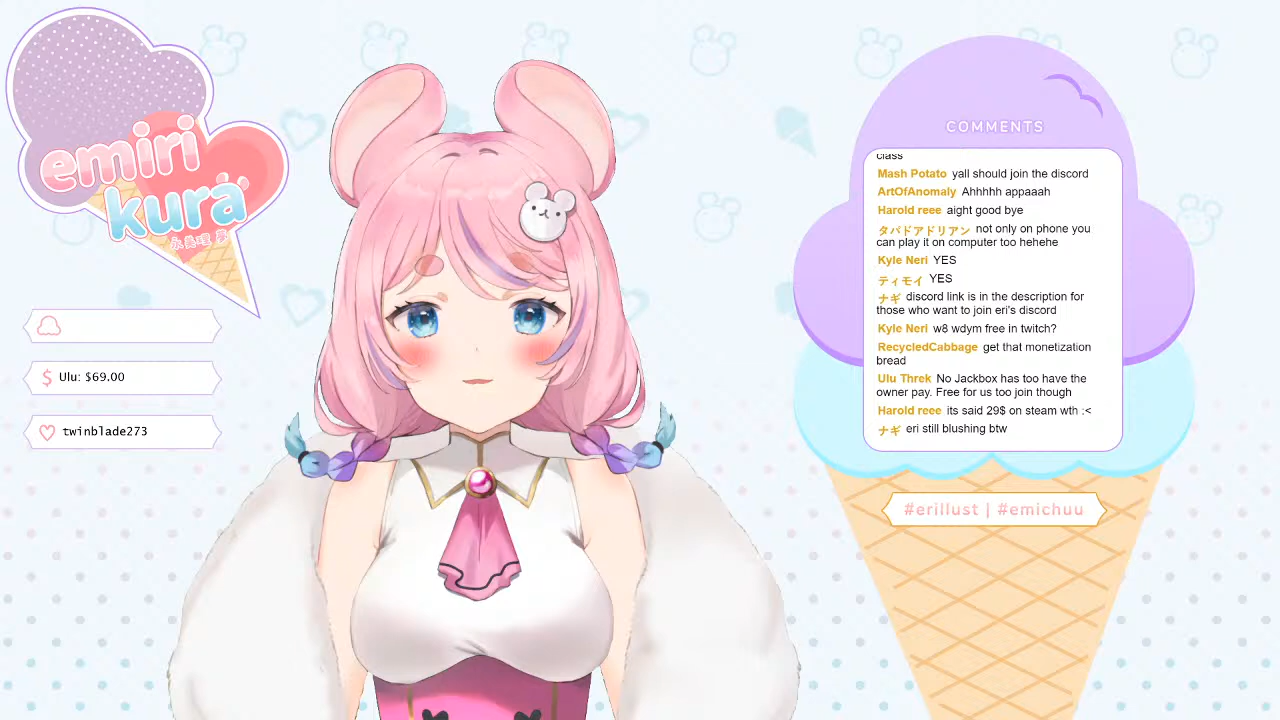 emiri
kura
永美理 夢
Ulu: $69.00
twinblade273
COMMENTS
class
Mash Potato yall should join the discord
ArtOfAnomaly Ahhhhh appaaah
Harold reee aight good bye
タパドアドリアン not only on phone you
can play it on computer too hehehe
Kyle Neri YES
ティモイ YES
ナギ discord link is in the description for
those who want to join eri's discord
Kyle Neri w8 wdym free in twitch?
RecycledCabbage get that monetization
bread
Ulu Threk No Jackbox has too have the
owner pay. Free for us too join though
Harold reee its said 29$ on steam wth :<
ナギ eri still blushing btw
#erillust | #emichuu